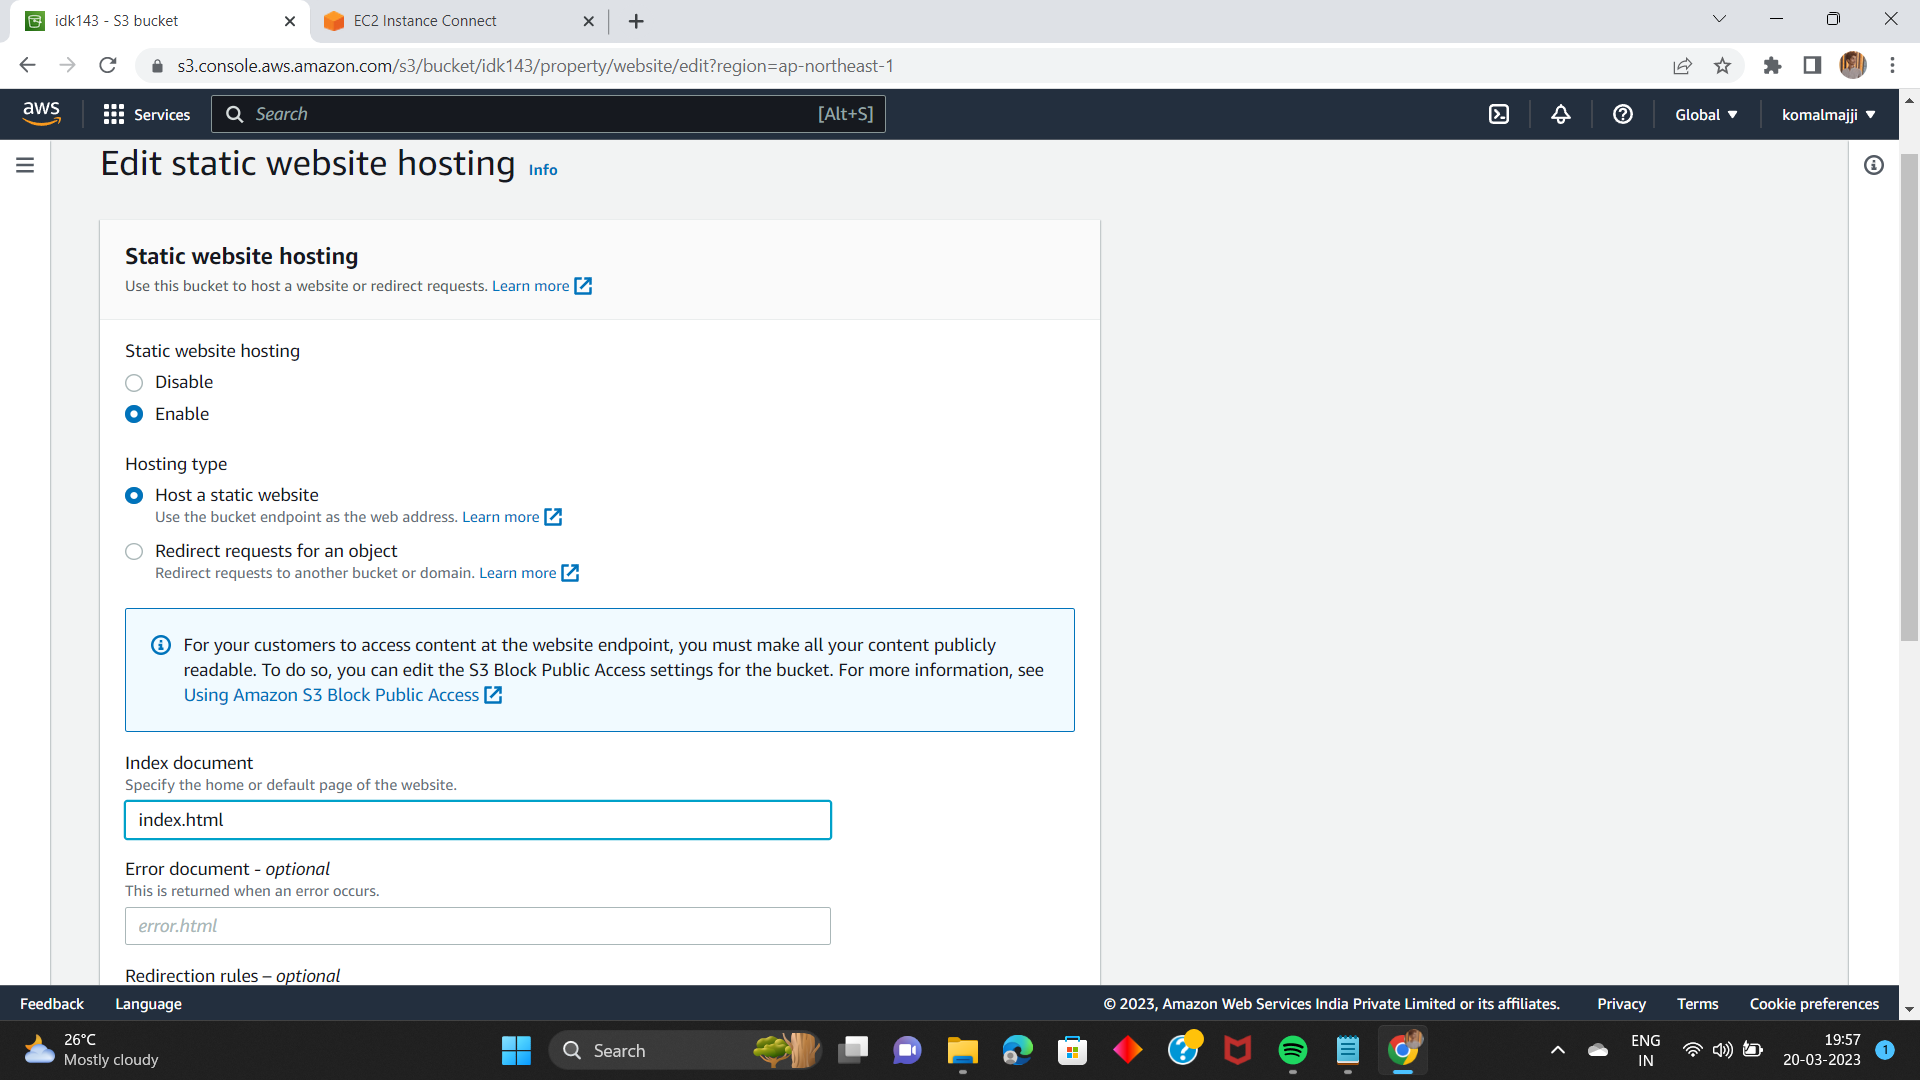 idk143 - S3 bucket
EC2 Instance Connect
s3.console.aws.amazon.com/s3/bucket/idk143/property/website/edit?region=ap-northeast-1
aws
Services
Search
[Alt+S]
Global
komalmajji
Edit static website hosting Info
Static website hosting
Use this bucket to host a website or redirect requests. Learn more
Static website hosting
Disable
Enable
Hosting type
Host a static website
Use the bucket endpoint as the web address. Learn more
Redirect requests for an object
Redirect requests to another bucket or domain. Learn more
For your customers to access content at the website endpoint, you must make all your content publicly
readable. To do so, you can edit the S3 Block Public Access settings for the bucket. For more information, see
Using Amazon S3 Block Public Access
Index document
Specify the home or default page of the website.
index.html
Error document - optional
This is returned when an error occurs.
error.html
Redirection rules – optional
Feedback
Language
© 2023, Amazon Web Services India Private Limited or its affiliates.
Privacy
Terms
Cookie preferences
26°C
Mostly cloudy
Search
ENG
IN
19:57
20-03-2023
1